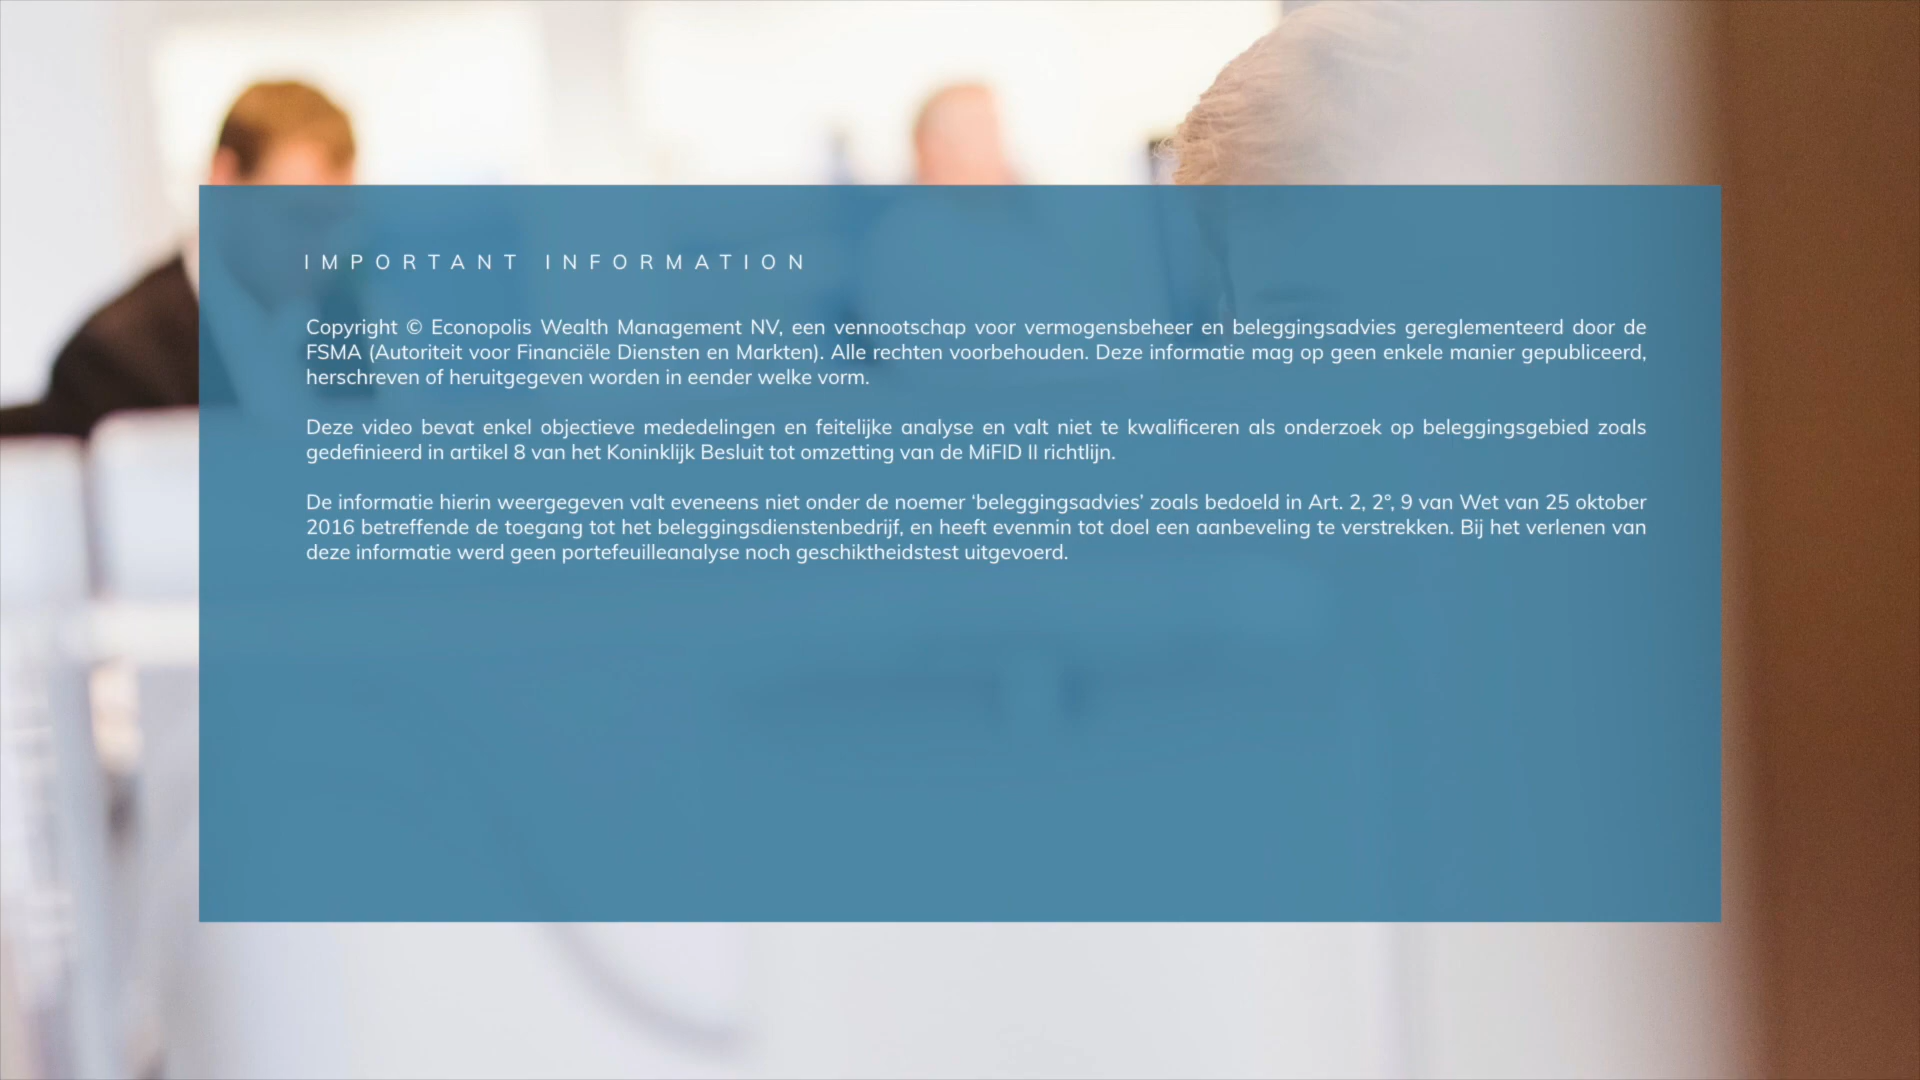 IMPORTANT INFORMATION
Copyright © Econopolis Wealth Management NV, een vennootschap voor vermogensbeheer en beleggingsadvies gereglementeerd door de
FSMA (Autoriteit voor Financiële Diensten en Markten). Alle rechten voorbehouden. Deze informatie mag op geen enkele manier gepubliceerd,
herschreven of heruitgegeven worden in eender welke vorm.
Deze video bevat enkel objectieve mededelingen en feitelijke analyse en valt niet te kwalificeren als onderzoek op beleggingsgebied zoals
gedefinieerd in artikel 8 van het Koninklijk Besluit tot omzetting van de MiFID II richtlijn.
De informatie hierin weergegeven valt eveneens niet onder de noemer ‘beleggingsadvies’ zoals bedoeld in Art. 2, 2°, 9 van Wet van 25 oktober
2016 betreffende de toegang tot het beleggingsdienstenbedrijf, en heeft evenmin tot doel een aanbeveling te verstrekken. Bij het verlenen van
deze informatie werd geen portefeuilleanalyse noch geschiktheidstest uitgevoerd.